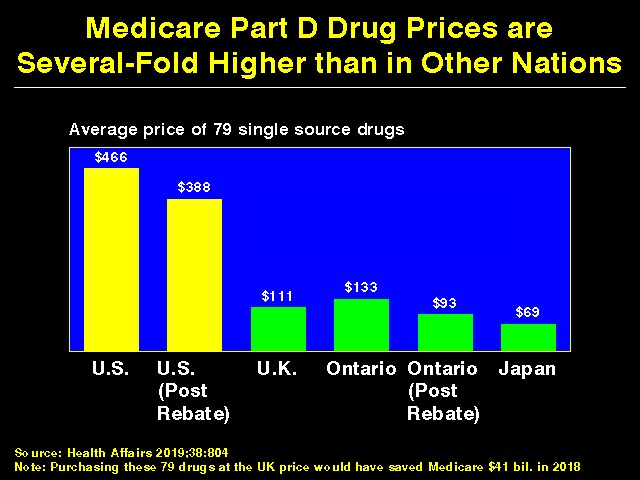 Medicare Part D Drug Prices are
Several-Fold Higher than in Other Nations
Average price of 79 single source drugs
$466
$388
$111
$133
$93
$69
U.S.
U.S. (Post Rebate)
U.K.
Ontario
Ontario (Post Rebate)
Japan
Source: Health Affairs 2019;38:804
Note: Purchasing these 79 drugs at the UK price would have saved Medicare $41 bil. in 2018